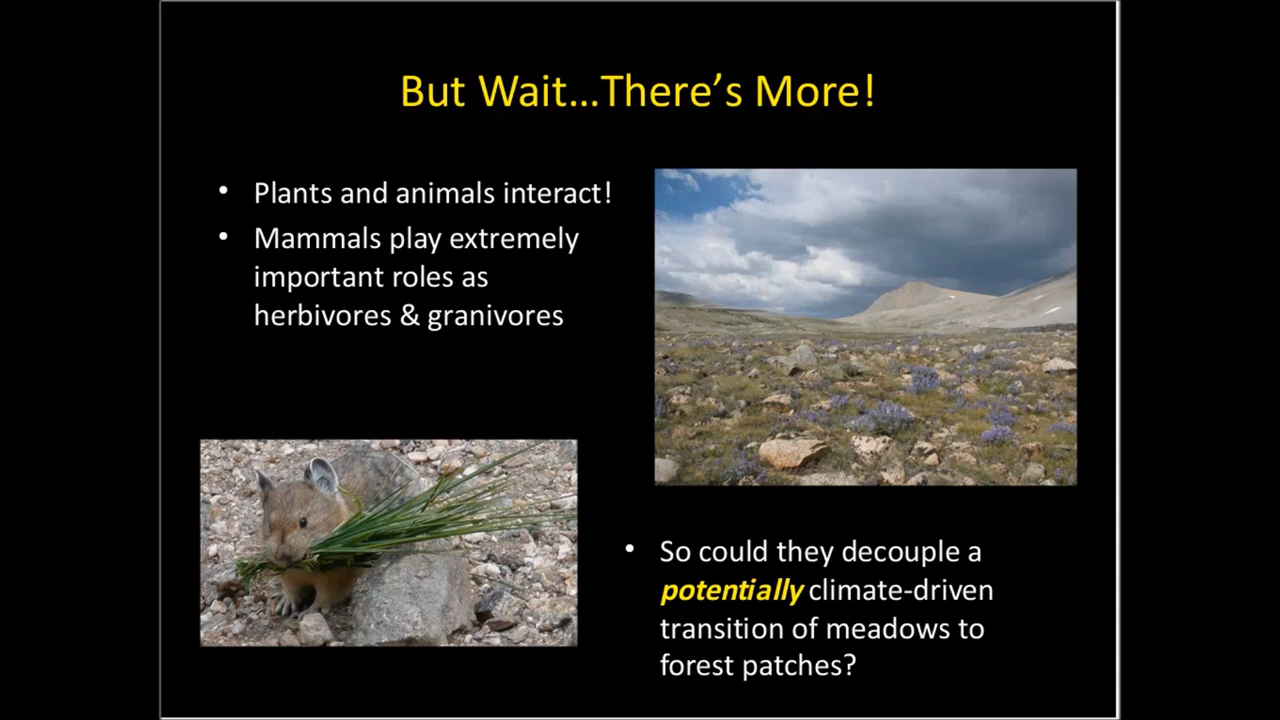 But Wait...There's More!
• Plants and animals interact!
• Mammals play extremely
important roles as
herbivores & granivores
• So could they decouple a
potentially climate-driven
transition of meadows to
forest patches?